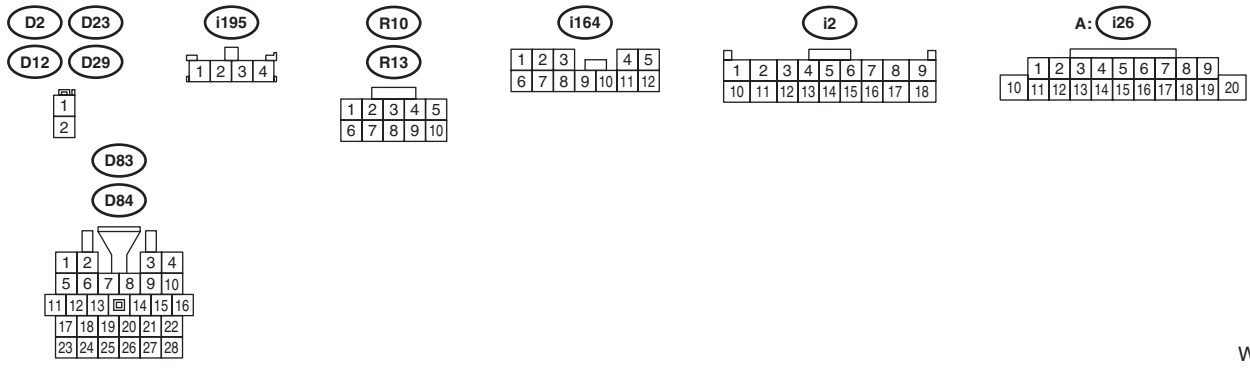 D2 D23 i195 R10 i164 i2 A: i26
D12 D29 R13
1 2 3 4
1
2
1 2 3 4 5
6 7 8 9 10
1 2 3 4 5
6 7 8 9 10 11 12
1 2 3 4 5 6 7 8 9
10 11 12 13 14 15 16 17 18
1 2 3 4 5 6 7 8 9
10 11 12 13 14 15 16 17 18 19 20
D83
D84
1 2 3 4
5 6 7 8 9 10
11 12 13 14 15 16
17 18 19 20 21 22
23 24 25 26 27 28
W